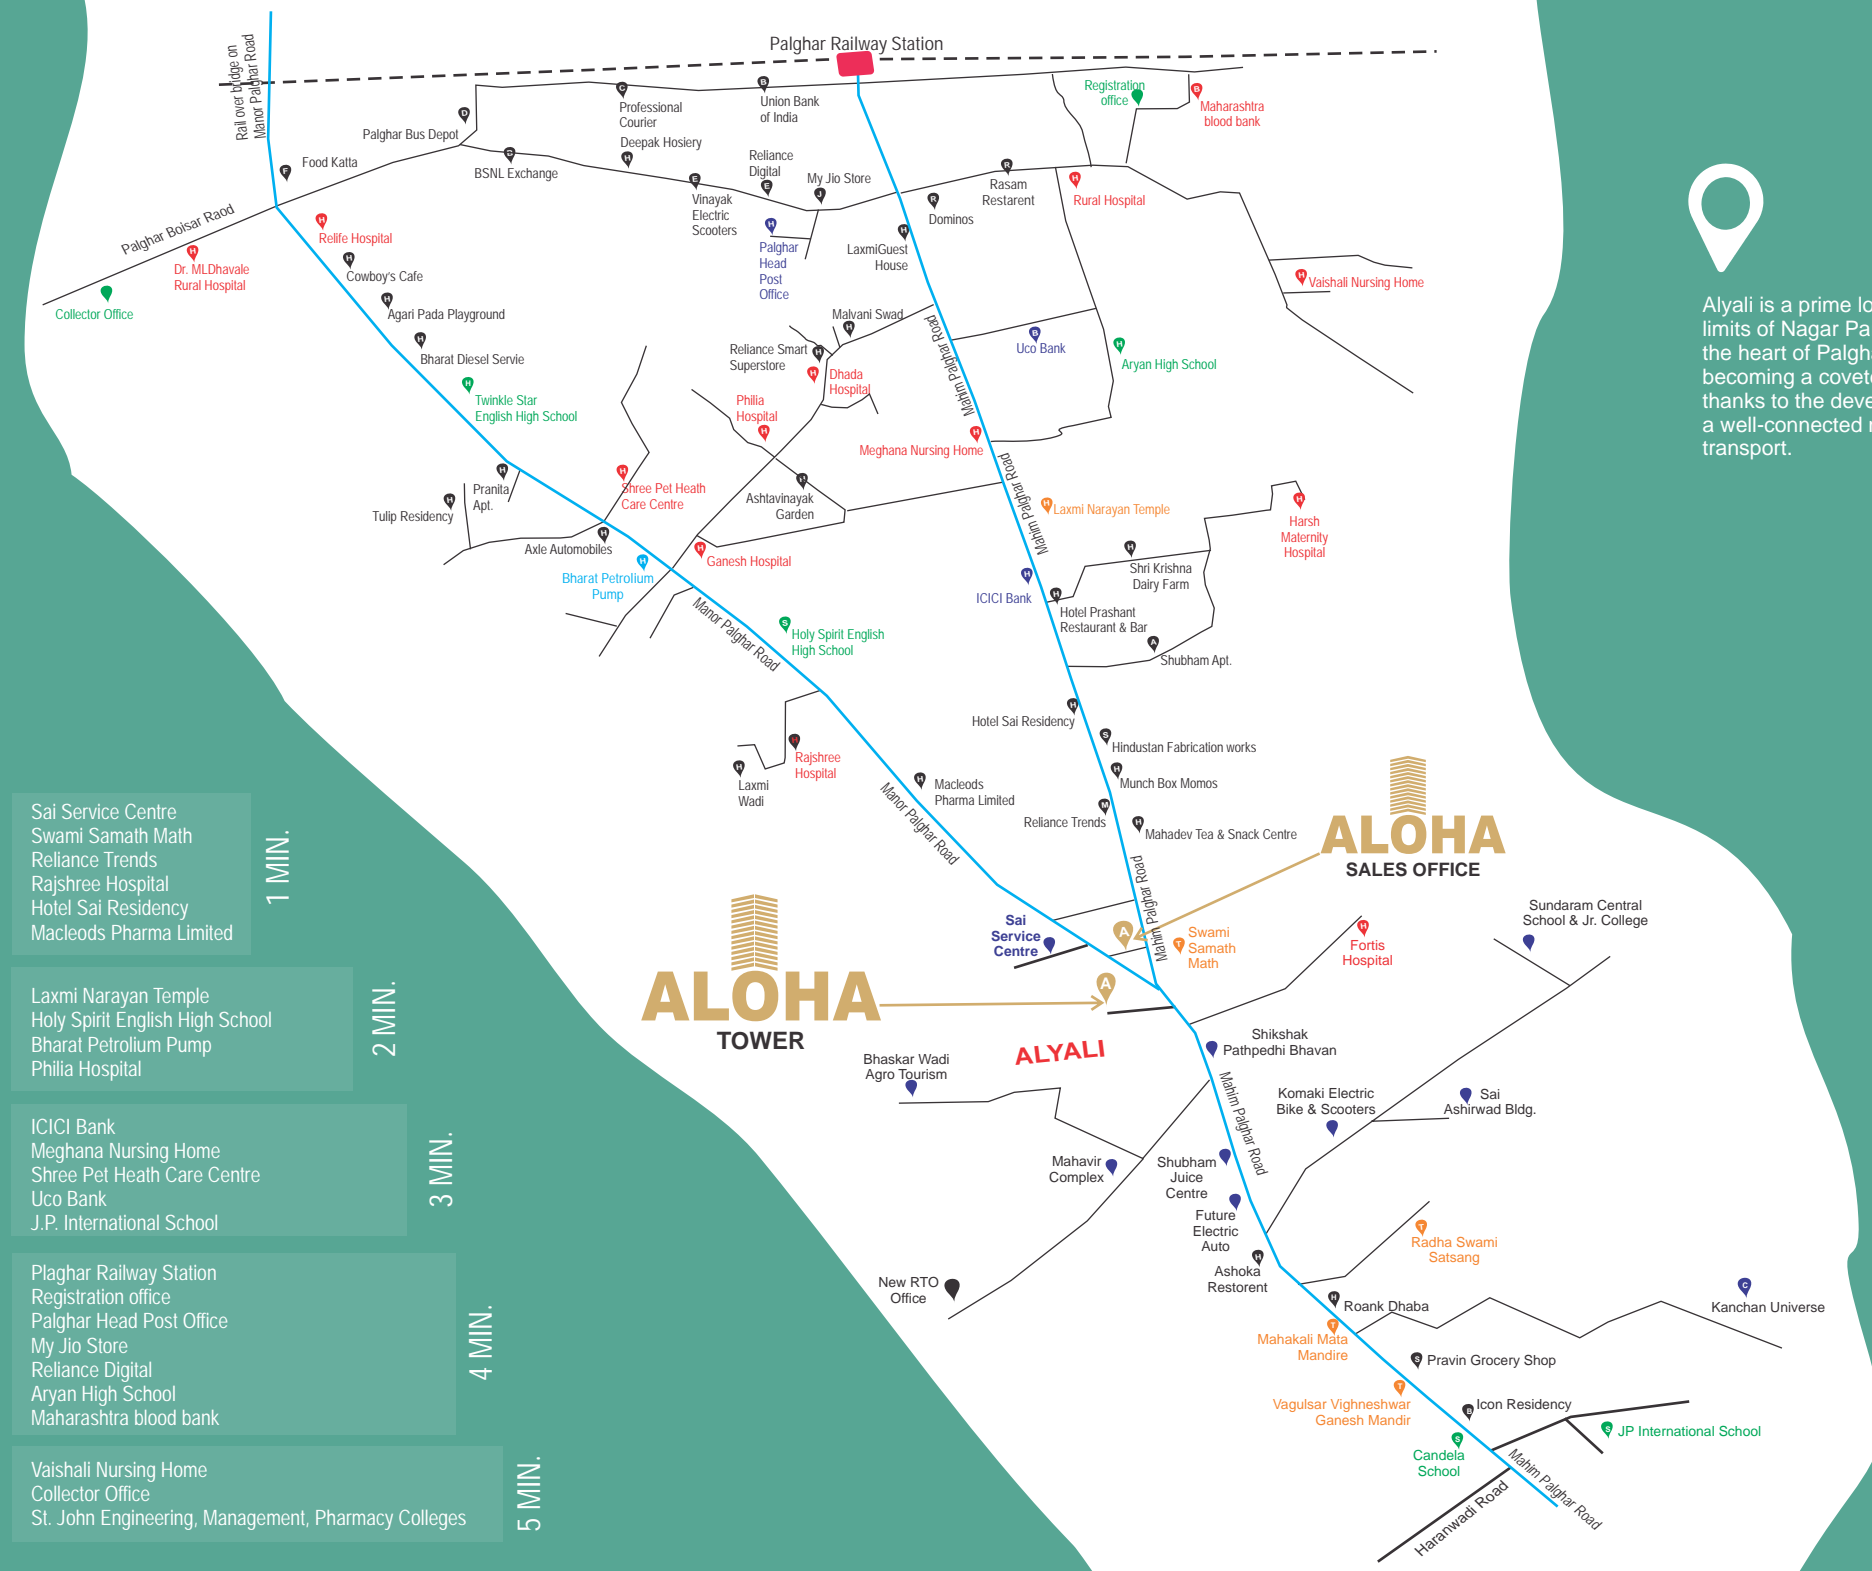 Palghar Railway Station
Rail over bridge on
Manor Palghar Road
Palghar Bus Depot
Professional
Courier
Union Bank
of India
Registration
office
Maharashtra
blood bank
Food Katta
BSNL Exchange
Deepak Hosiery
Reliance
Digital
My Jio Store
Vinayak
Electric
Scooters
Rasam
Restarent
Dominos
Rural Hospital
Palghar Boisar Raod
Relife Hospital
Dr. MLDhavale
Rural Hospital
Collector Office
Cowboy's Cafe
Agari Pada Playground
Bharat Diesel Servie
Palghar
Head
Post
Office
LaxmiGuest
House
Vaishali Nursing Home
Malvani Swad
Mahim Palghar Road
Reliance Smart
Superstore
Dhada
Hospital
Uco Bank
Aryan High School
Twinkle Star
English High School
Philia
Hospital
Meghana Nursing Home
Mahim Palghar Road
Pranita
Apt.
Tulip Residency
Shree Pet Heath
Care Centre
Ashtavinayak
Garden
Laxmi Narayan Temple
Harsh
Maternity
Hospital
Axle Automobiles
Ganesh Hospital
Bharat Petrolium
Pump
ICICI Bank
Shri Krishna
Dairy Farm
Hotel Prashant
Restaurant & Bar
Shubham Apt.
Manor Palghar Road
Holy Spirit English
High School
Hotel Sai Residency
Hindustan Fabrication works
Munch Box Momos
Rajshree
Hospital
Laxmi
Wadi
Macleods
Pharma Limited
Manor Palghar Road
Reliance Trends
Mahadev Tea & Snack Centre
ALOHA
SALES OFFICE
Mahim Palghar Road
Sai
Service
Centre
A
Swami
Samath
Math
Fortis
Hospital
Sundaram Central
School & Jr. College
ALOHA
TOWER
A
ALYALI
Shikshak
Pathpedhi Bhavan
Bhaskar Wadi
Agro Tourism
Mahim Palghar Road
Komaki Electric
Bike & Scooters
Sai
Ashirwad Bldg.
Mahavir
Complex
Shubham
Juice
Centre
Future
Electric
Auto
Ashoka
Restorent
Radha Swami
Satsang
New RTO
Office
Roank Dhaba
Kanchan Universe
Mahakali Mata
Mandire
Pravin Grocery Shop
Vagulsar Vighneshwar
Ganesh Mandir
Icon Residency
Candela
School
JP International School
Mahim Palghar Road
Haranwadi Road
Alyali is a prime lo
limits of Nagar Pa
the heart of Palgh
becoming a covet
thanks to the deve
a well-connected
transport.
Sai Service Centre
Swami Samath Math
Reliance Trends
Rajshree Hospital
Hotel Sai Residency
Macleods Pharma Limited
1 MIN.
Laxmi Narayan Temple
Holy Spirit English High School
Bharat Petrolium Pump
Philia Hospital
2 MIN.
ICICI Bank
Meghana Nursing Home
Shree Pet Heath Care Centre
Uco Bank
J.P. International School
3 MIN.
Plaghar Railway Station
Registration office
Palghar Head Post Office
My Jio Store
Reliance Digital
Aryan High School
Maharashtra blood bank
4 MIN.
Vaishali Nursing Home
Collector Office
St. John Engineering, Management, Pharmacy Colleges
5 MIN.